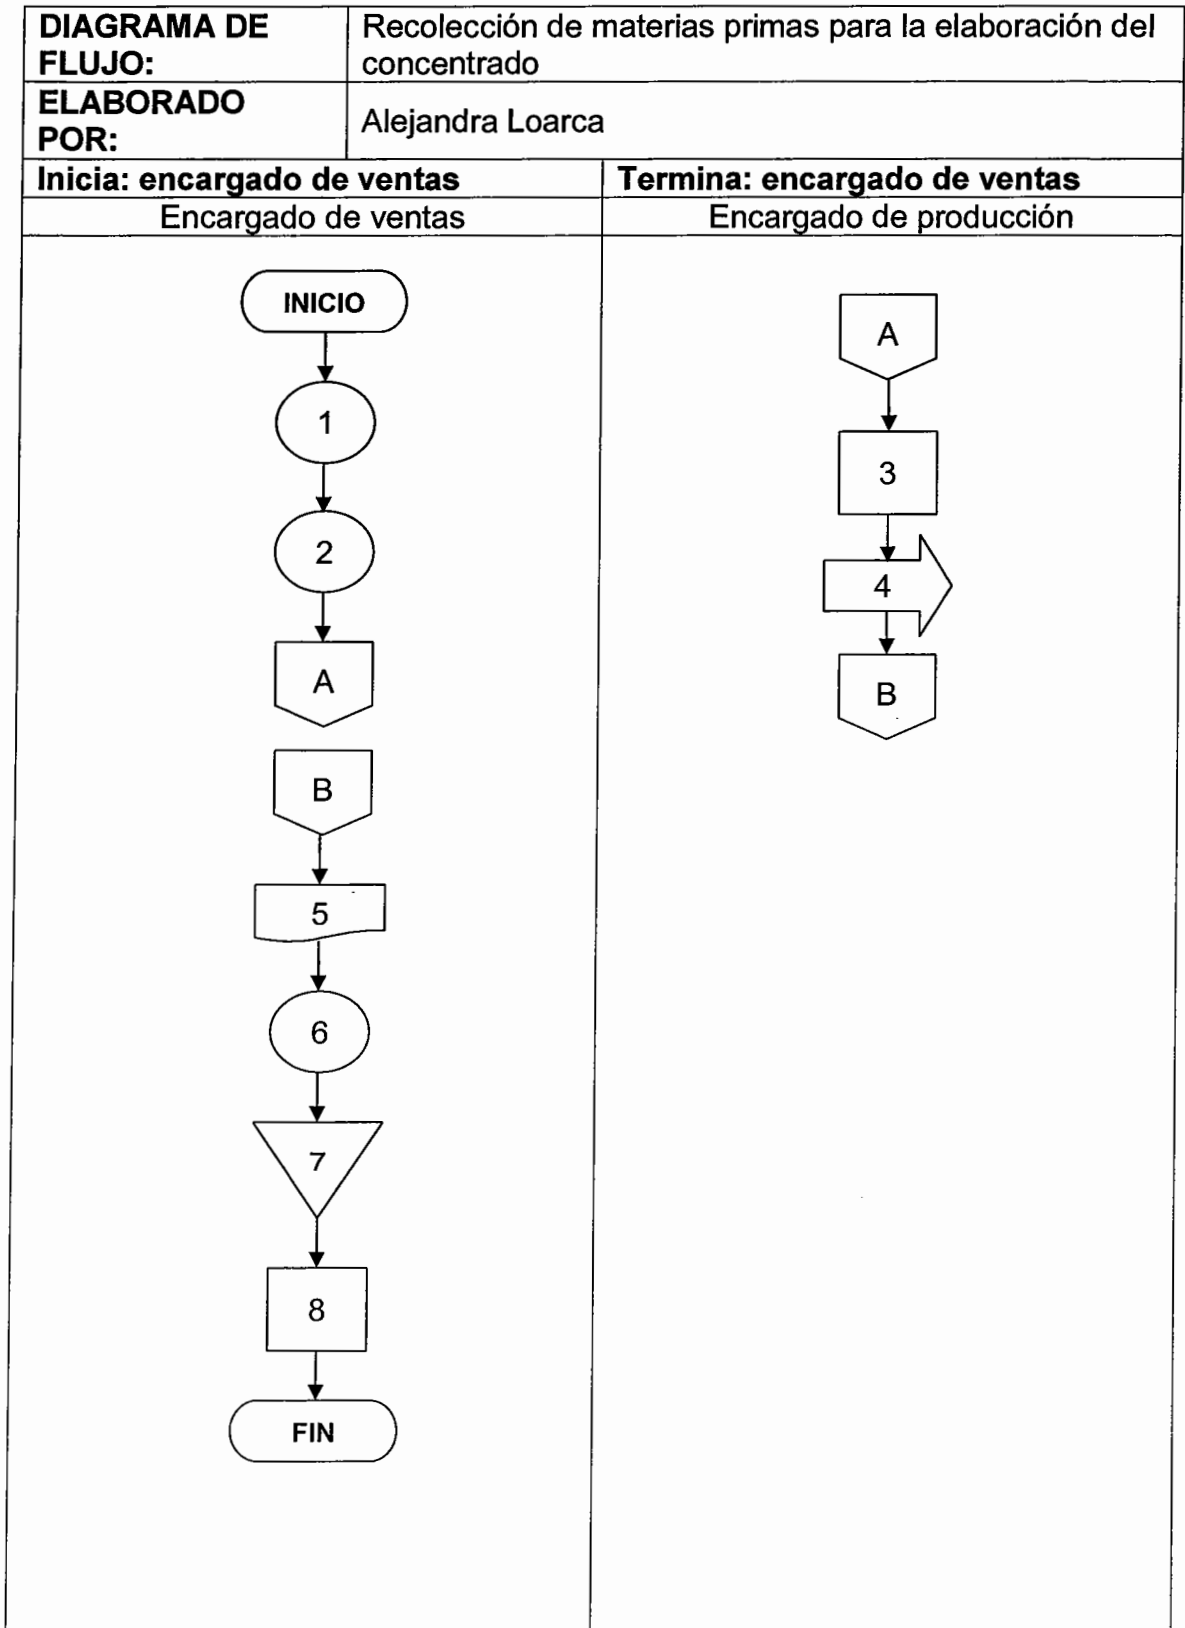 DIAGRAMA DE
FLUJO:
Recolección de materias primas para la elaboración del
concentrado
ELABORADO
POR:
Alejandra Loarca
Inicia: encargado de ventas
Termina: encargado de ventas
Encargado de ventas
Encargado de producción
INICIO
1
2
A
B
5
6
7
8
FIN
A
3
4
B